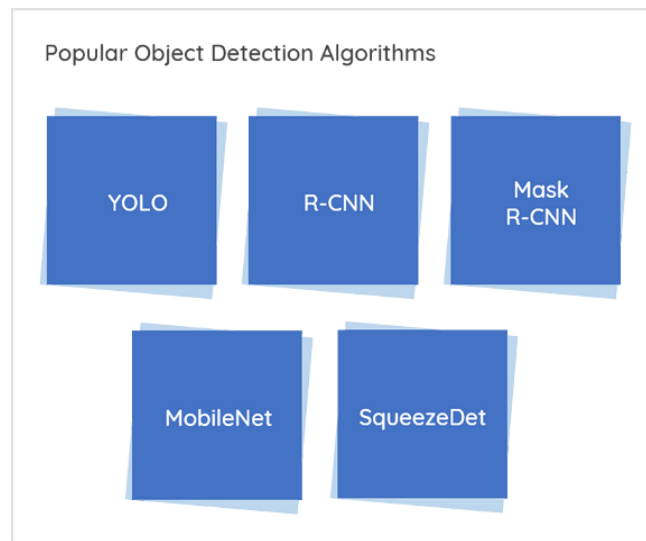 Popular Object Detection Algorithms
YOLO
R-CNN
Mask
R-CNN
MobileNet
SqueezeDet